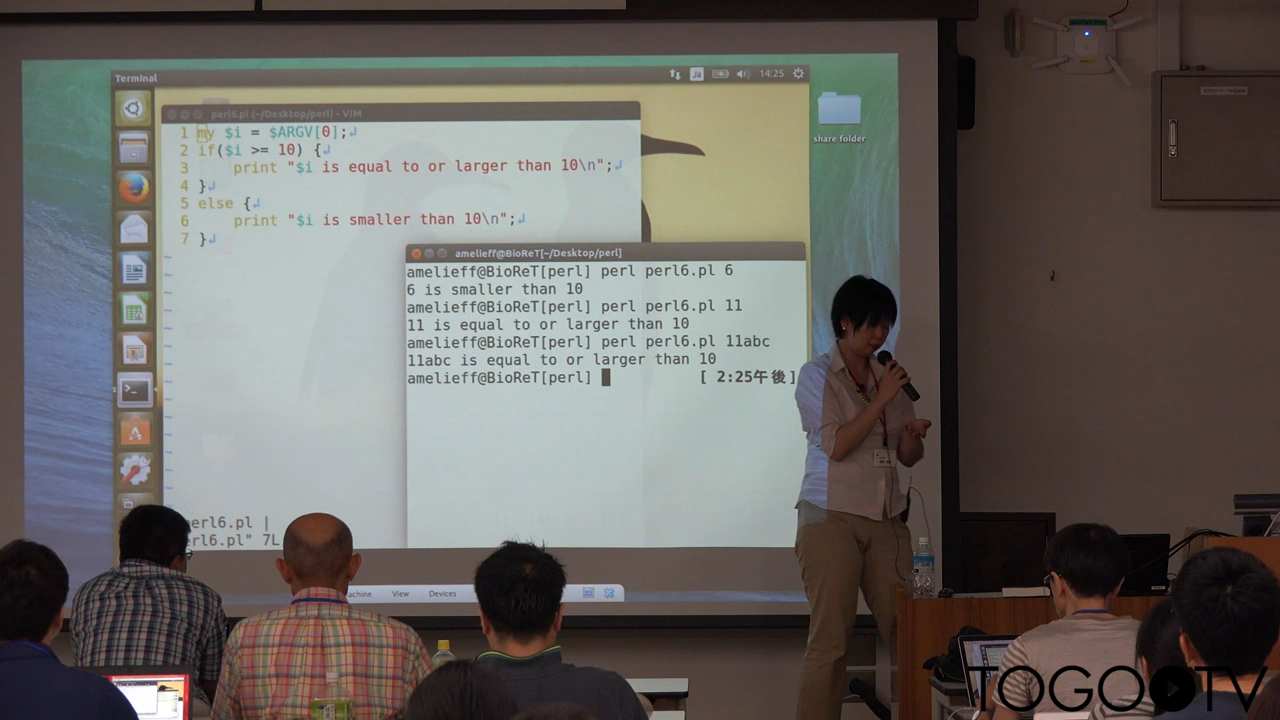 Terminal
Ja
14:25
perl6.pl (~/Desktop/perl) - VIM
1 my $i = $ARGV[0];
2 if($i >= 10) {
3     print "$i is equal to or larger than 10\n";
4 }
5 else {
6     print "$i is smaller than 10\n";
7 }
share folder
amelieff@BioReT[~/Desktop/perl]
amelieff@BioReT[perl] perl perl6.pl 6
6 is smaller than 10
amelieff@BioReT[perl] perl perl6.pl 11
11 is equal to or larger than 10
amelieff@BioReT[perl] perl perl6.pl 11abc
11abc is equal to or larger than 10
amelieff@BioReT[perl] [ 2:25午後]
erl6.pl |
erl6.pl" 7L
achine View Devices
TOGO TV